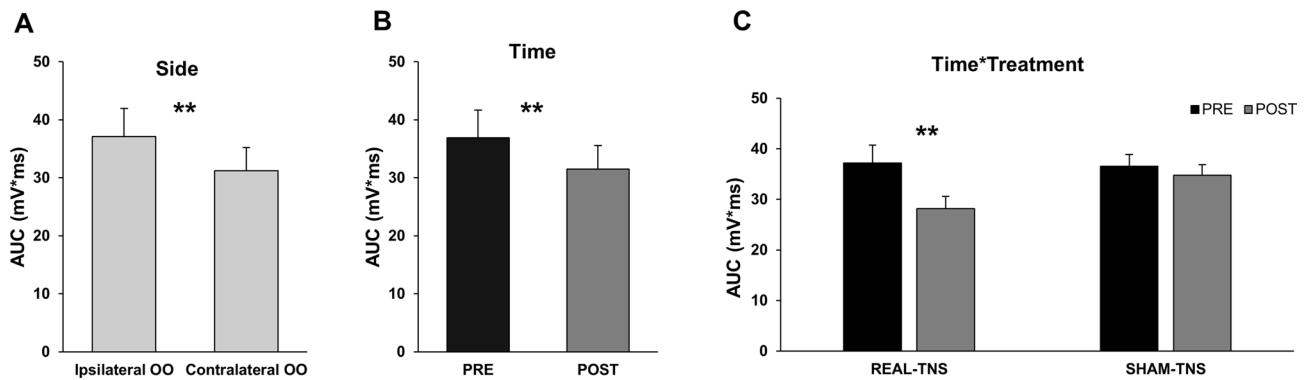 A
Side
**
50
40
30
20
10
0
AUC (mV*ms)
Ipsilateral OO
Contralateral OO
B
Time
**
50
40
30
20
10
0
AUC (mV*ms)
PRE
POST
C
Time*Treatment
PRE
POST
**
50
40
30
20
10
0
AUC (mV*ms)
REAL-TNS
SHAM-TNS